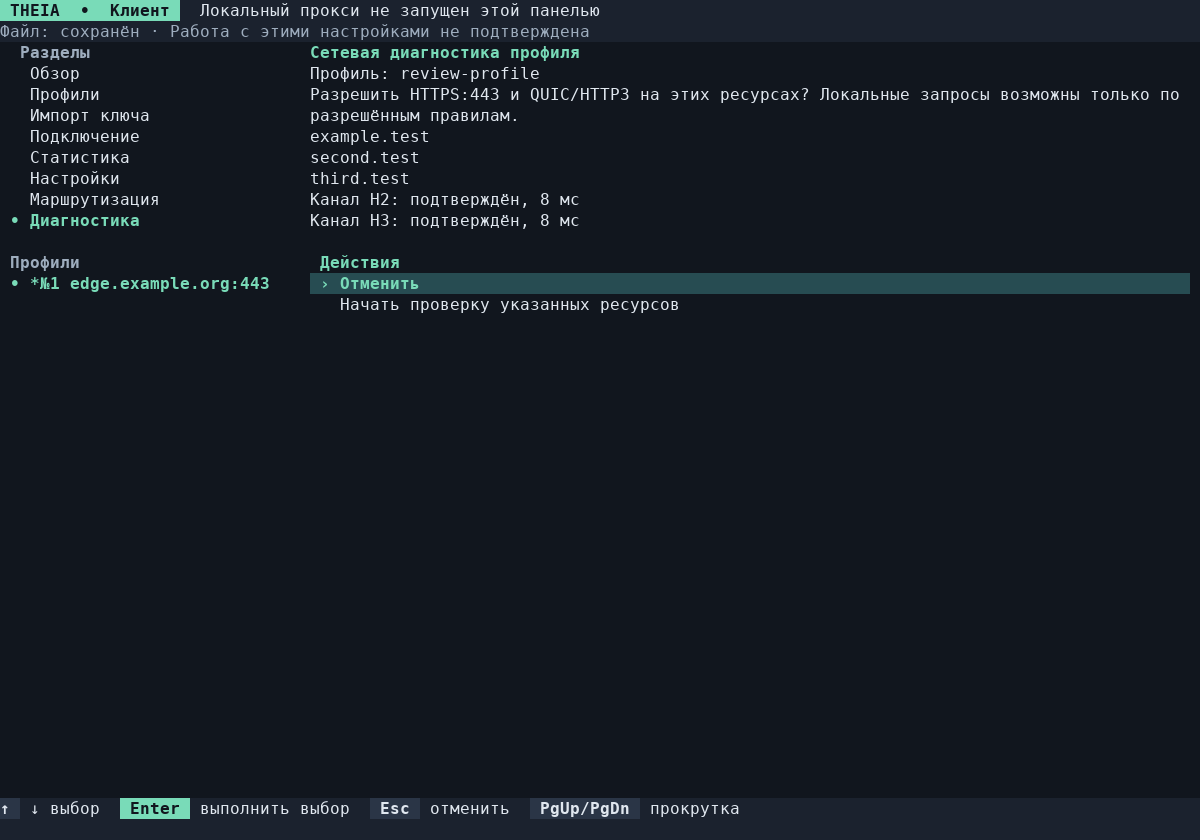 THEIA • Клиент Локальный прокси не запущен этой панелью
Файл: сохранён · Работа с этими настройками не подтверждена
Разделы
Обзор
Профили
Импорт ключа
Подключение
Статистика
Настройки
Маршрутизация
• Диагностика
Профили
• *№1 edge.example.org:443
Сетевая диагностика профиля
Профиль: review-profile
Разрешить HTTPS:443 и QUIC/HTTP3 на этих ресурсах? Локальные запросы возможны только по
разрешённым правилам.
example.test
second.test
third.test
Канал H2: подтверждён, 8 мс
Канал H3: подтверждён, 8 мс
Действия
› Отменить
Начать проверку указанных ресурсов
↑ ↓ выбор Enter выполнить выбор Esc отменить PgUp/PgDn прокрутка